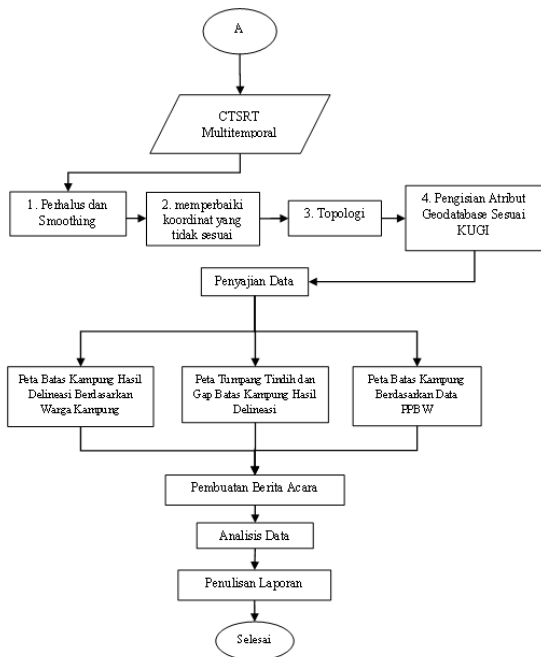 A
CTSRT
Multitemporal
1. Perhalus dan
Smoothing
2. memperbaiki
koordinat yang
tidak sesuai
3. Topologi
4. Pengisian Atribut
Geodatabase Sesuai
KUGI
Penyajian Data
Peta Batas Kampung Hasil
Delineasi Berdasarkan
Warga Kampung
Peta Tumpang Tindih dan
Gap Batas Kampung Hasil
Delineasi
Peta Batas Kampung
Berdasarkan Data
PPBW
Pembuatan Berita Acara
Analisis Data
Penulisan Laporan
Selesai